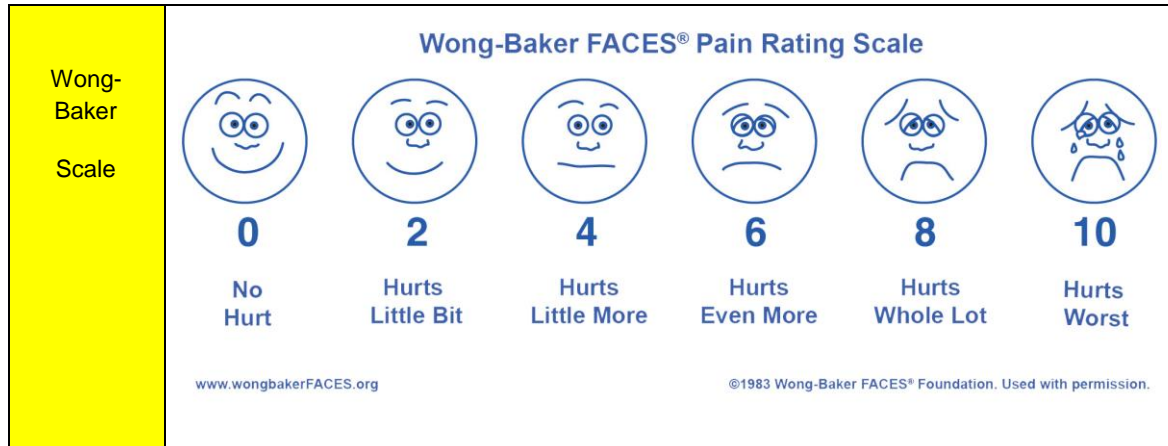 Wong-
Baker
Scale
Wong-Baker FACES® Pain Rating Scale
0
No
Hurt
2
Hurts
Little Bit
4
Hurts
Little More
6
Hurts
Even More
8
Hurts
Whole Lot
10
Hurts
Worst
www.wongbakerFACES.org
©1983 Wong-Baker FACES® Foundation. Used with permission.